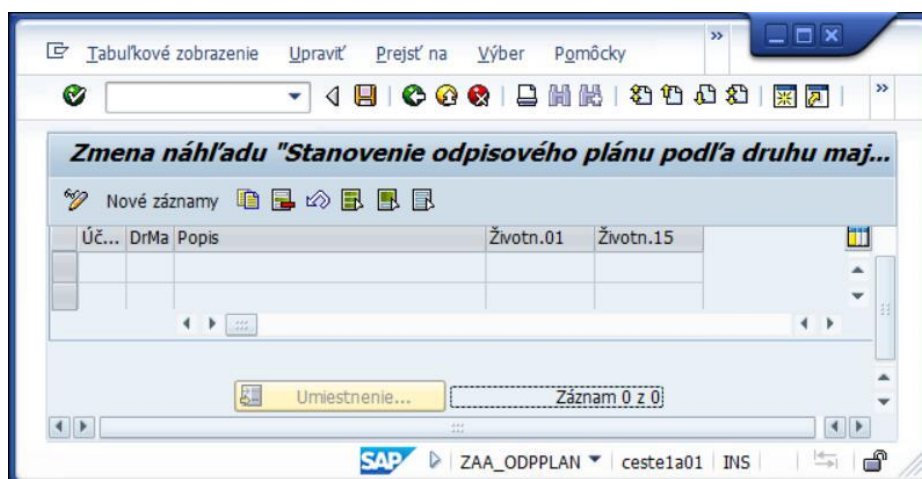 Tabuľkové zobrazenie Upraviť Prejsť na Výber Pomôcky »
»
Zmena náhľadu "Stanovenie odpisového plánu podľa druhu maj...
Nové záznamy
Úč... DrMa Popis Životn.01 Životn.15
Umiestnenie... Záznam 0 z 0
SAP ZAA_ODPPLAN ceste1a01 INS